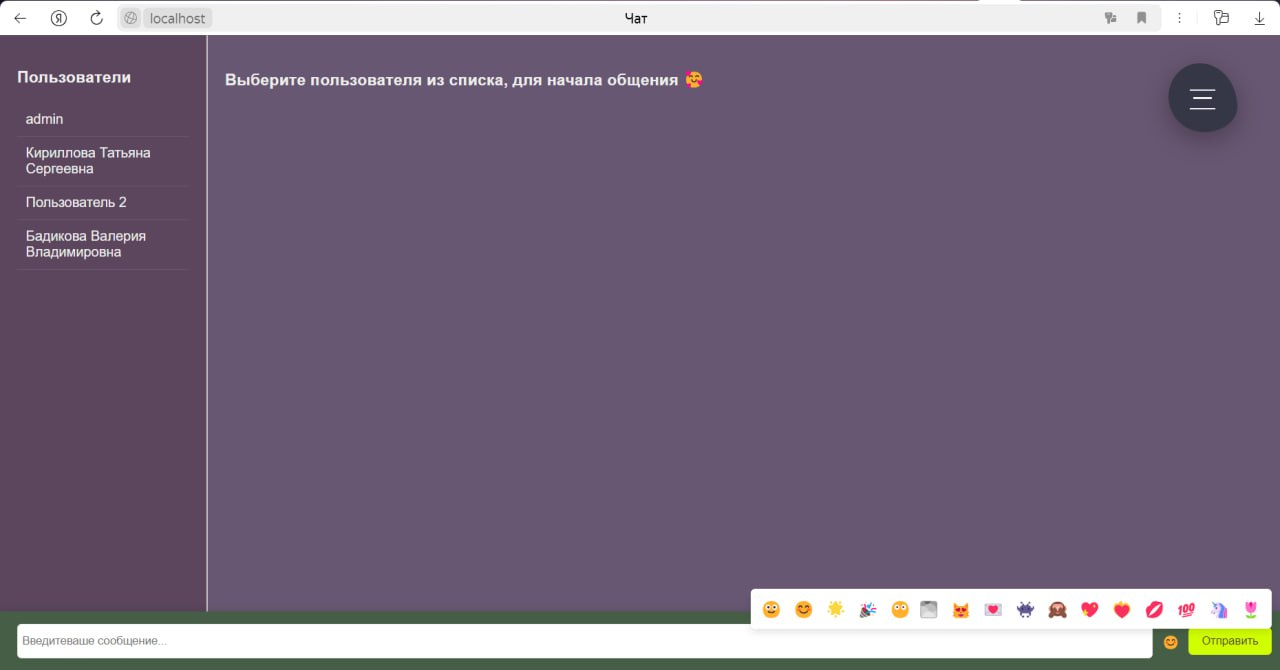 localhost
Чат
Пользователи
admin
Кириллова Татьяна
Сергеевна
Пользователь 2
Бадикова Валерия
Владимировна
Выберите пользователя из списка, для начала общения 🥰
Введитеваше сообщение...
Отправить